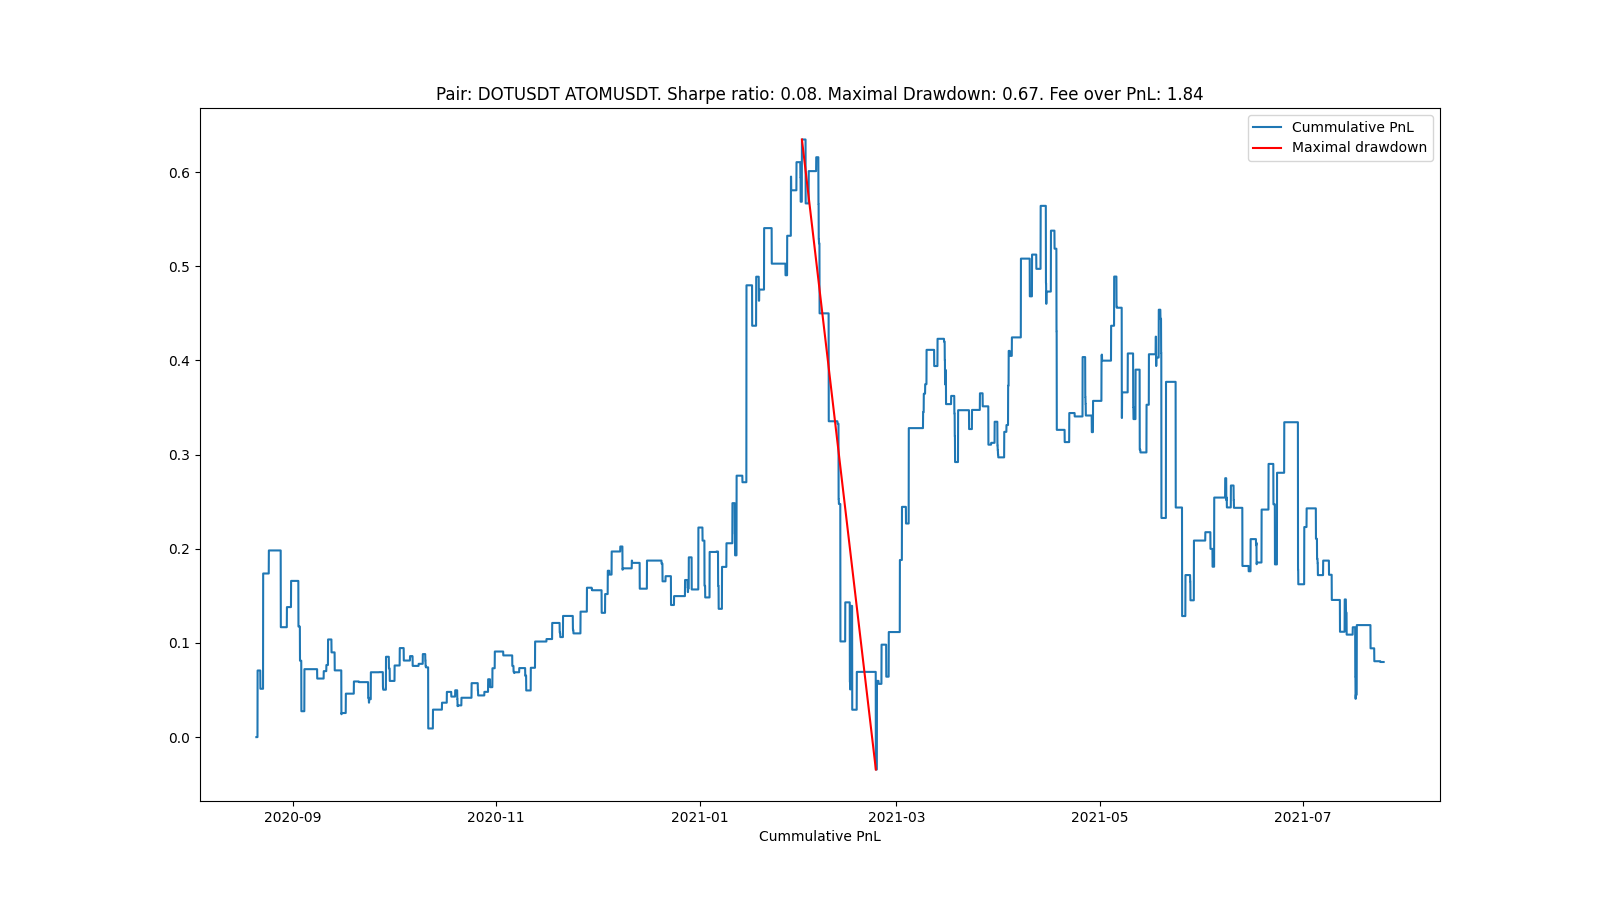 Pair: DOTUSDT ATOMUSDT. Sharpe ratio: 0.08. Maximal Drawdown: 0.67. Fee over PnL: 1.84
Cummulative PnL
Maximal drawdown
0.6
0.5
0.4
0.3
0.2
0.1
0.0
2020-09 2020-11 2021-01 2021-03 2021-05 2021-07
Cummulative PnL